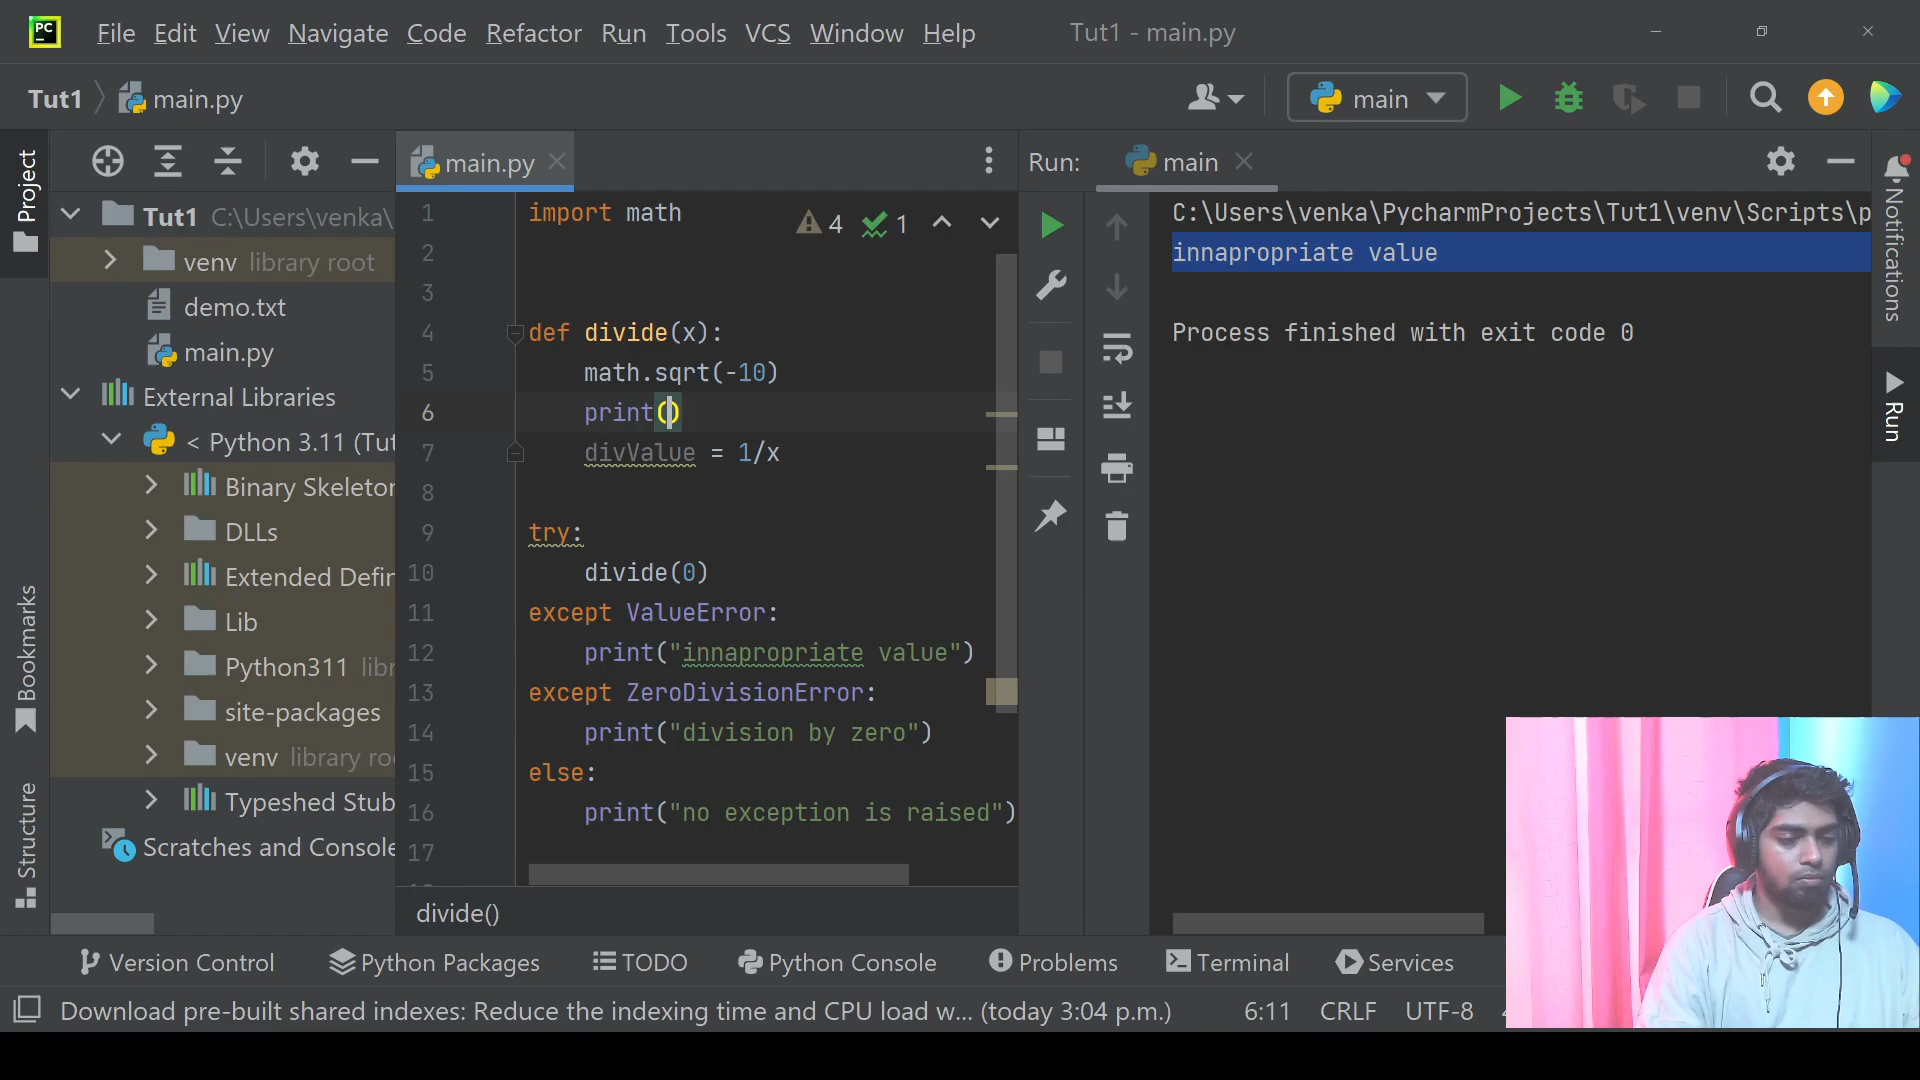 PC File Edit View Navigate Code Refactor Run Tools VCS Window Help Tut1 - main.py
Tut1 main.py main
Project
main.py
Run: main
Tut1 C:\Users\venka\
venv library root
demo.txt
main.py
External Libraries
< Python 3.11 (Tut
Binary Skeletor
DLLs
Extended Defir
Lib
Python311 libr
site-packages
venv library roo
Typeshed Stub
Scratches and Console
Bookmarks
Structure
4 1
1 import math
2
3
4 def divide(x):
5 math.sqrt(-10)
6 print()
7 divValue = 1/x
8
9 try:
10 divide(0)
11 except ValueError:
12 print("innapropriate value")
13 except ZeroDivisionError:
14 print("division by zero")
15 else:
16 print("no exception is raised")
17
divide()
C:\Users\venka\PycharmProjects\Tut1\venv\Scripts\p
innapropriate value
Process finished with exit code 0
Notifications
Run
Version Control Python Packages TODO Python Console Problems Terminal Services
Download pre-built shared indexes: Reduce the indexing time and CPU load w... (today 3:04 p.m.) 6:11 CRLF UTF-8